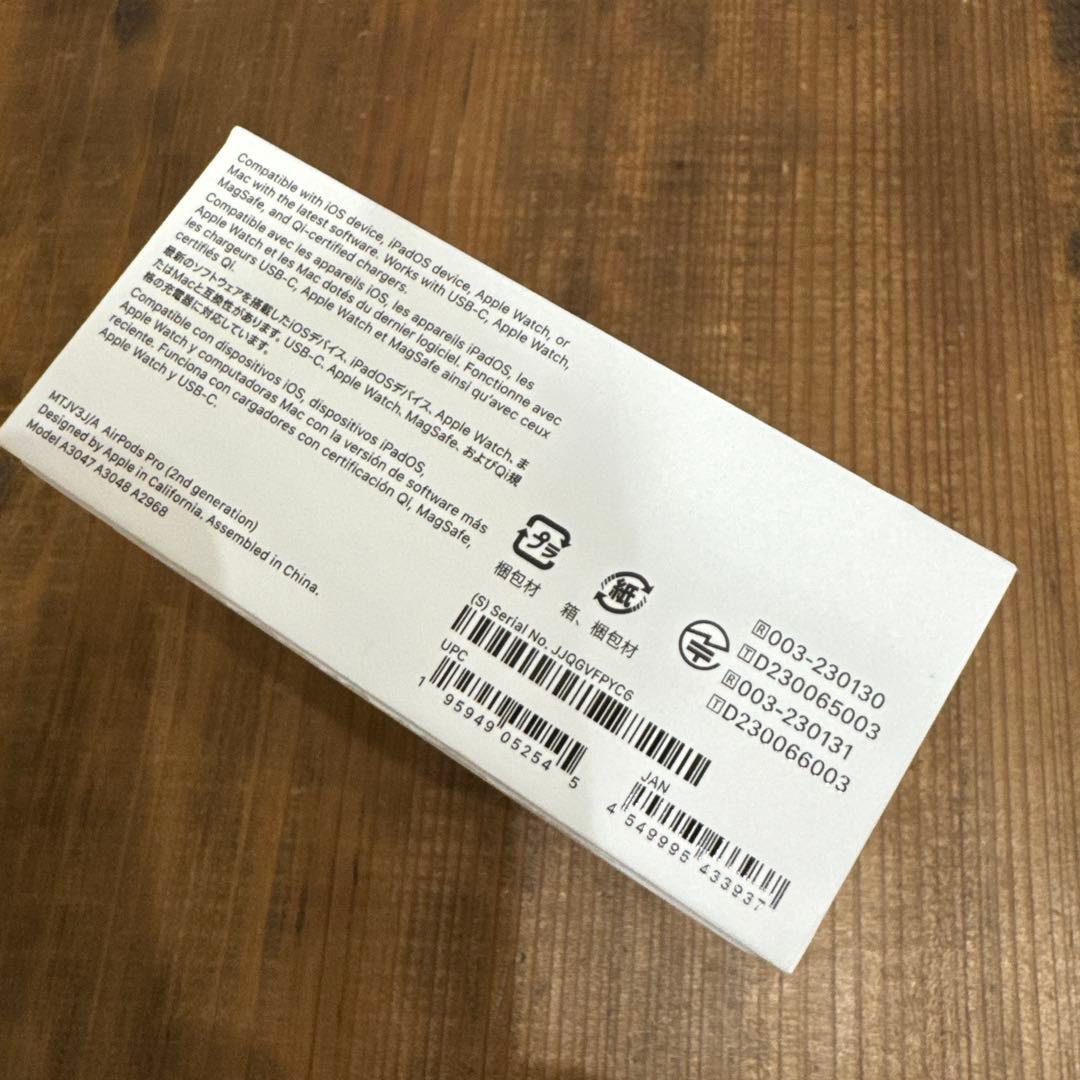 Compatible with iOS device, iPadOS device, Apple Watch, or
Mac with the latest software. Works with USB-C, Apple Watch,
MagSafe, and Qi-certified chargers.
Compatible avec les appareils iOS, les appareils iPadOS, les
Apple Watch et les Mac dotés du dernier logiciel. Fonctionne avec
les chargeurs USB-C, Apple Watch et MagSafe ainsi qu'avec ceux
certifiés Qi.
最新のソフトウェアを搭載したiOSデバイス、iPadOSデバイス、Apple Watch、ま
たはMacと互換性があります。USB-C、Apple Watch、MagSafe、およびQi規
格の充電器に対応しています。
Compatible con dispositivos iOS, dispositivos iPadOS,
Apple Watch y computadoras Mac con la versión de software más
reciente. Funciona con cargadores con certificación Qi, MagSafe,
Apple Watch y USB-C.
MTJV3J/A AirPods Pro (2nd generation)
Designed by Apple in California. Assembled in China.
Model A3047 A3048 A2968
プラ
梱包材
紙
箱、梱包材
R 003-230130
T D230065003
R 003-230131
T D230066003
(S) Serial No. JJQGVFPYC6
UPC
1 95949 05254 5
JAN
4 549995 433937